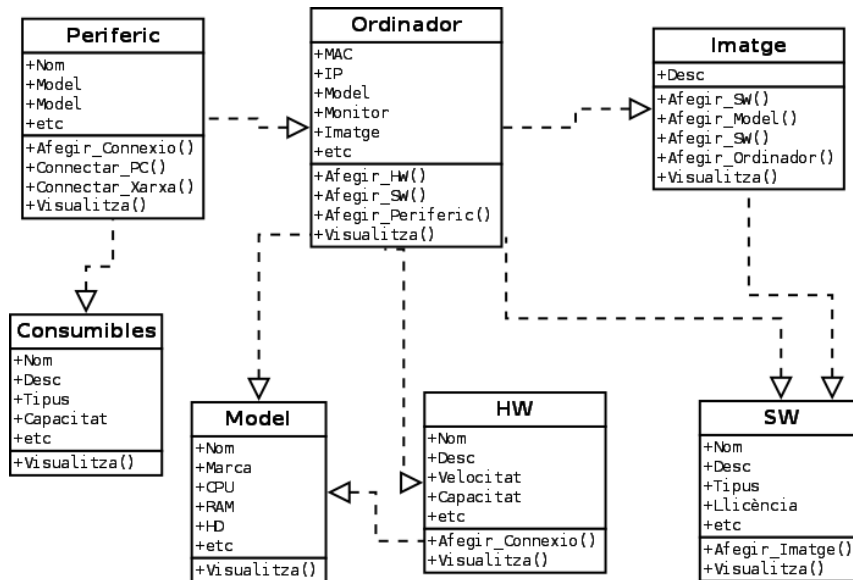 Periferic
+Nom
+Model
+Model
+etc
+Afegir_Connexio()
+Connectar_PC()
+Connectar_Xarxa()
+Visualitza()
Ordinador
+MAC
+IP
+Model
+Monitor
+Imatge
+etc
+Afegir_HW()
+Afegir_SW()
+Afegir_Periferic()
+Visualitza()
Imatge
+Desc
+Afegir_SW()
+Afegir_Model()
+Afegir_SW()
+Afegir_Ordinador()
+Visualitza()
Consumibles
+Nom
+Desc
+Tipus
+Capacitat
+etc
+Visualitza()
Model
+Nom
+Marca
+CPU
+RAM
+HD
+etc
+Visualitza()
HW
+Nom
+Desc
+Velocitat
+Capacitat
+etc
+Afegir_Connexio()
+Visualitza()
SW
+Nom
+Desc
+Tipus
+Llicència
+etc
+Afegir_Imatge()
+Visualitza()